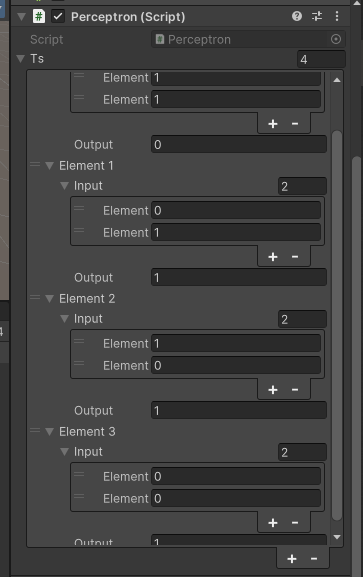 Perceptron (Script)
Script Perceptron
Ts 4
Element 1
Element 1
Output 0
Element 1
Input 2
Element 0
Element 1
Output 1
Element 2
Input 2
Element 1
Element 0
Output 1
Element 3
Input 2
Element 0
Element 0
Output 1
4